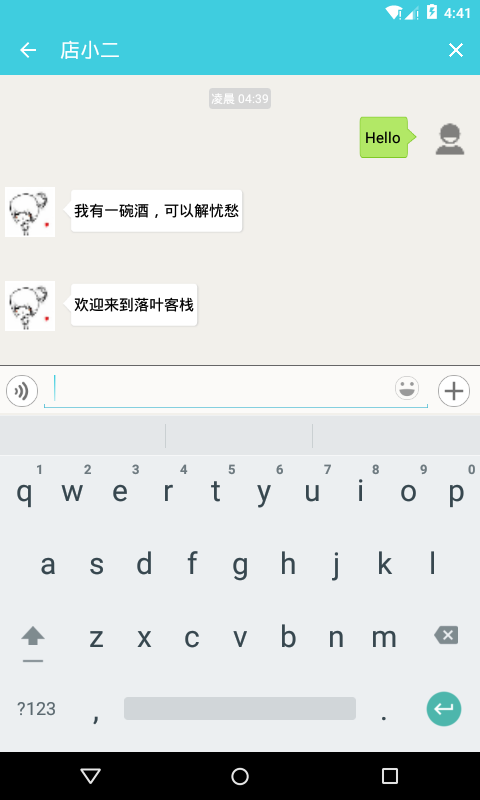 4:41
店小二
凌晨 04:39
Hello
我有一碗酒，可以解忧愁
欢迎来到落叶客栈
1 2 3 4 5 6 7 8 9 0
q w e r t y u i o p
a s d f g h j k l
z x c v b n m
?123 , .